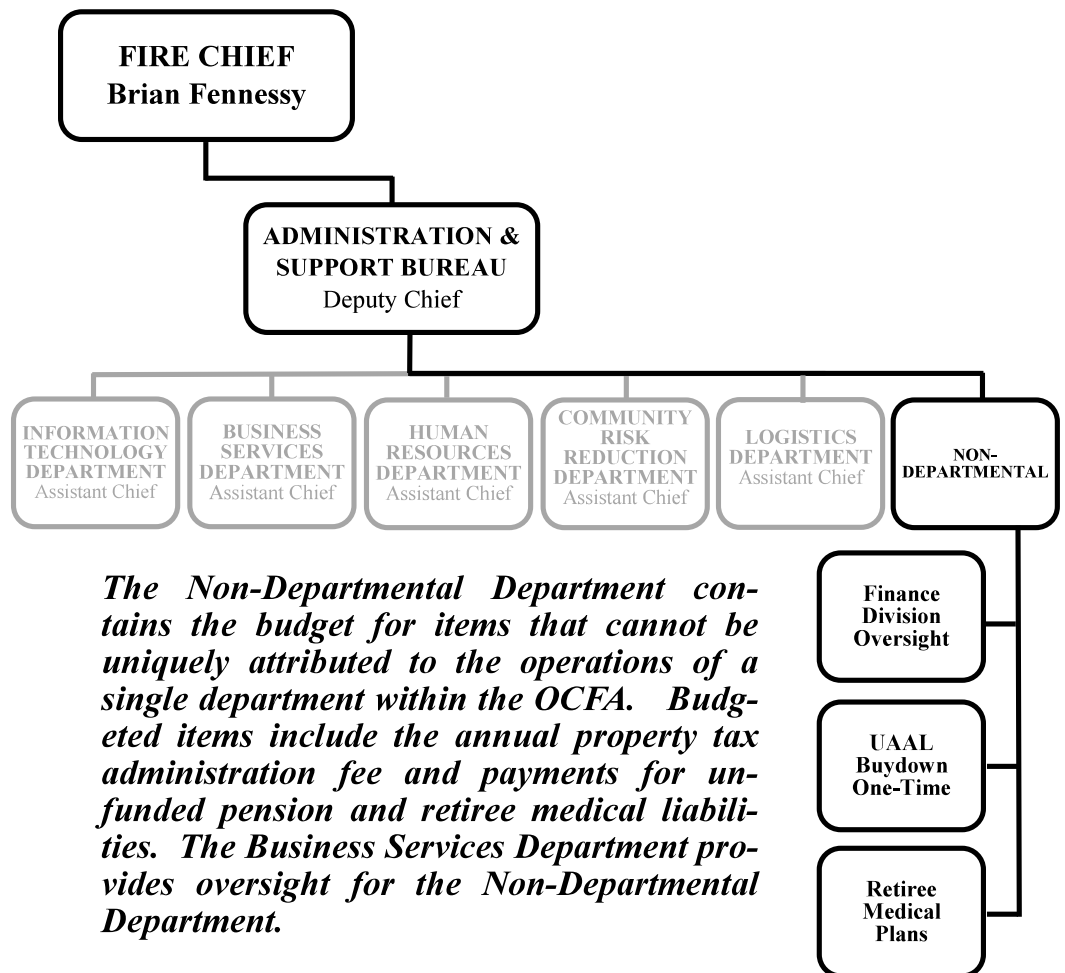 FIRE CHIEF
Brian Fennessy
ADMINISTRATION &
SUPPORT BUREAU
Deputy Chief
INFORMATION
TECHNOLOGY
DEPARTMENT
Assistant Chief
BUSINESS
SERVICES
DEPARTMENT
Assistant Chief
HUMAN
RESOURCES
DEPARTMENT
Assistant Chief
COMMUNITY
RISK
REDUCTION
DEPARTMENT
Assistant Chief
LOGISTICS
DEPARTMENT
Assistant Chief
NON-
DEPARTMENTAL
The Non-Departmental Department con-
tains the budget for items that cannot be
uniquely attributed to the operations of a
single department within the OCFA. Budg-
eted items include the annual property tax
administration fee and payments for un-
funded pension and retiree medical liabili-
ties. The Business Services Department pro-
vides oversight for the Non-Departmental
Department.
Finance
Division
Oversight
UAAL
Buydown
One-Time
Retiree
Medical
Plans